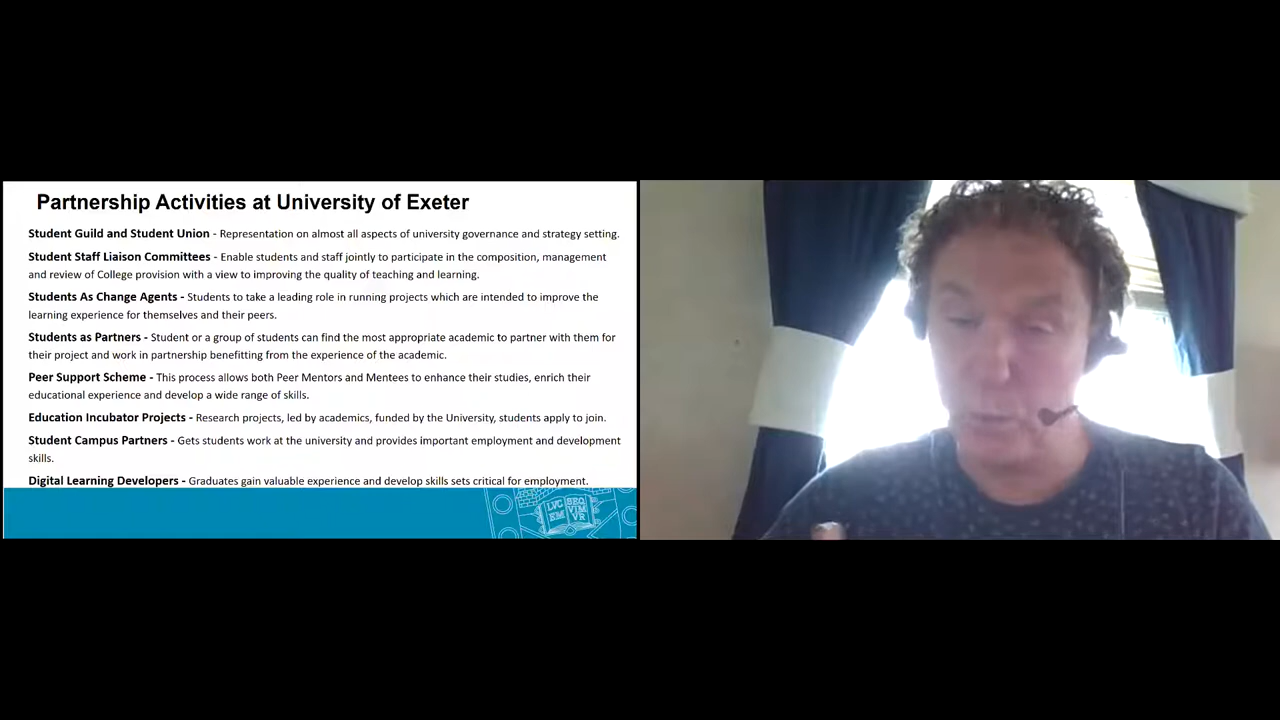 Partnership Activities at University of Exeter
Student Guild and Student Union - Representation on almost all aspects of university governance and strategy setting.
Student Staff Liaison Committees - Enable students and staff jointly to participate in the composition, management
and review of College provision with a view to improving the quality of teaching and learning.
Students As Change Agents - Students to take a leading role in running projects which are intended to improve the
learning experience for themselves and their peers.
Students as Partners - Student or a group of students can find the most appropriate academic to partner with them for
their project and work in partnership benefitting from the experience of the academic.
Peer Support Scheme - This process allows both Peer Mentors and Mentees to enhance their studies, enrich their
educational experience and develop a wide range of skills.
Education Incubator Projects - Research projects, led by academics, funded by the University, students apply to join.
Student Campus Partners - Gets students work at the university and provides important employment and development
skills.
Digital Learning Developers - Graduates gain valuable experience and develop skills sets critical for employment.
LVC SEQ
XM VIM
VR